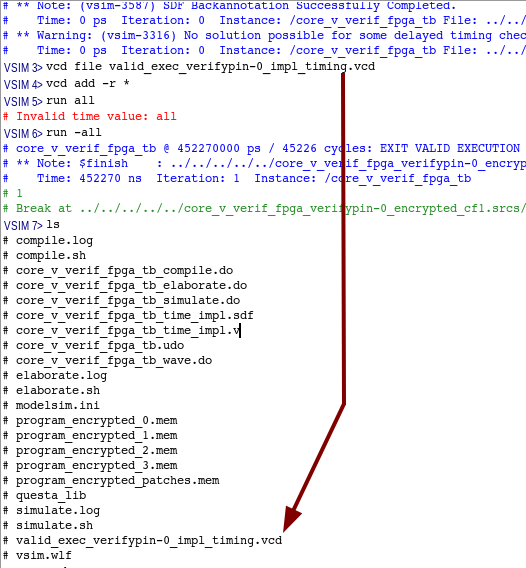 # ** Note: (vsim-3587) SDF Backannotation Successfully Completed.
#    Time: 0 ps  Iteration: 0  Instance: /core_v_verif_fpga_tb File: ../../
# ** Warning: (vsim-3316) No solution possible for some delayed timing chec
#    Time: 0 ps  Iteration: 0  Instance: /core_v_verif_fpga_tb File: ../../
VSIM 3> vcd file valid_exec_verifypin-0_impl_timing.vcd
VSIM 4> vcd add -r *
VSIM 5> run all
# Invalid time value: all
VSIM 6> run -all
# core_v_verif_fpga_tb @ 452270000 ps / 45226 cycles: EXIT VALID EXECUTION
# ** Note: $finish    : ../../../../../core_v_verif_fpga_verifypin-0_encryp
#    Time: 452270 ns  Iteration: 1  Instance: /core_v_verif_fpga_tb
# 1
# Break at ../../../../../core_v_verif_fpga_verifypin-0_encrypted_cf1.srcs/
VSIM 7> ls
# compile.log
# compile.sh
# core_v_verif_fpga_tb_compile.do
# core_v_verif_fpga_tb_elaborate.do
# core_v_verif_fpga_tb_simulate.do
# core_v_verif_fpga_tb_time_impl.sdf
# core_v_verif_fpga_tb_time_impl.v
# core_v_verif_fpga_tb.udo
# core_v_verif_fpga_tb_wave.do
# elaborate.log
# elaborate.sh
# modelsim.ini
# program_encrypted_0.mem
# program_encrypted_1.mem
# program_encrypted_2.mem
# program_encrypted_3.mem
# program_encrypted_patches.mem
# questa_lib
# simulate.log
# simulate.sh
# valid_exec_verifypin-0_impl_timing.vcd
# vsim.wlf